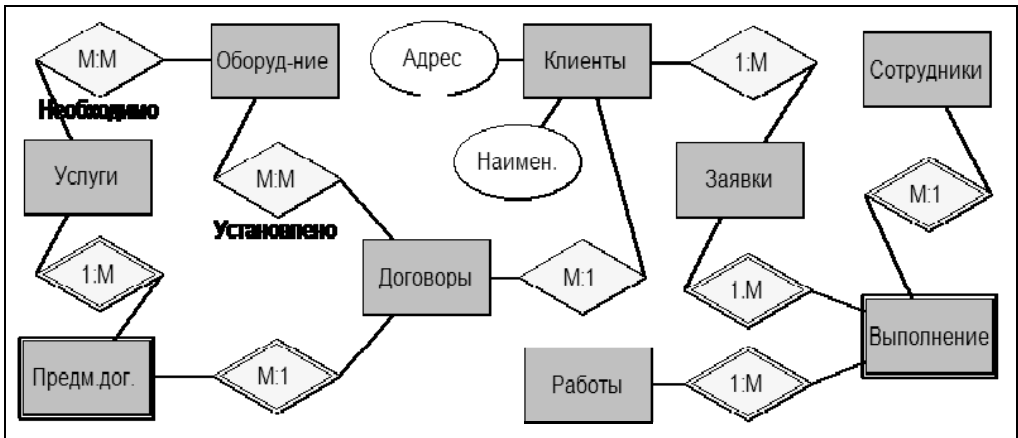 M:M
Оборуд-ние
Адрес
Клиенты
1:M
Сотрудники
Необходимо
Услуги
M:M
Наимен.
Заявки
M:1
Установлено
1:M
Договоры
M:1
1.M
Выполнение
Предм.дог.
M:1
Работы
1:M